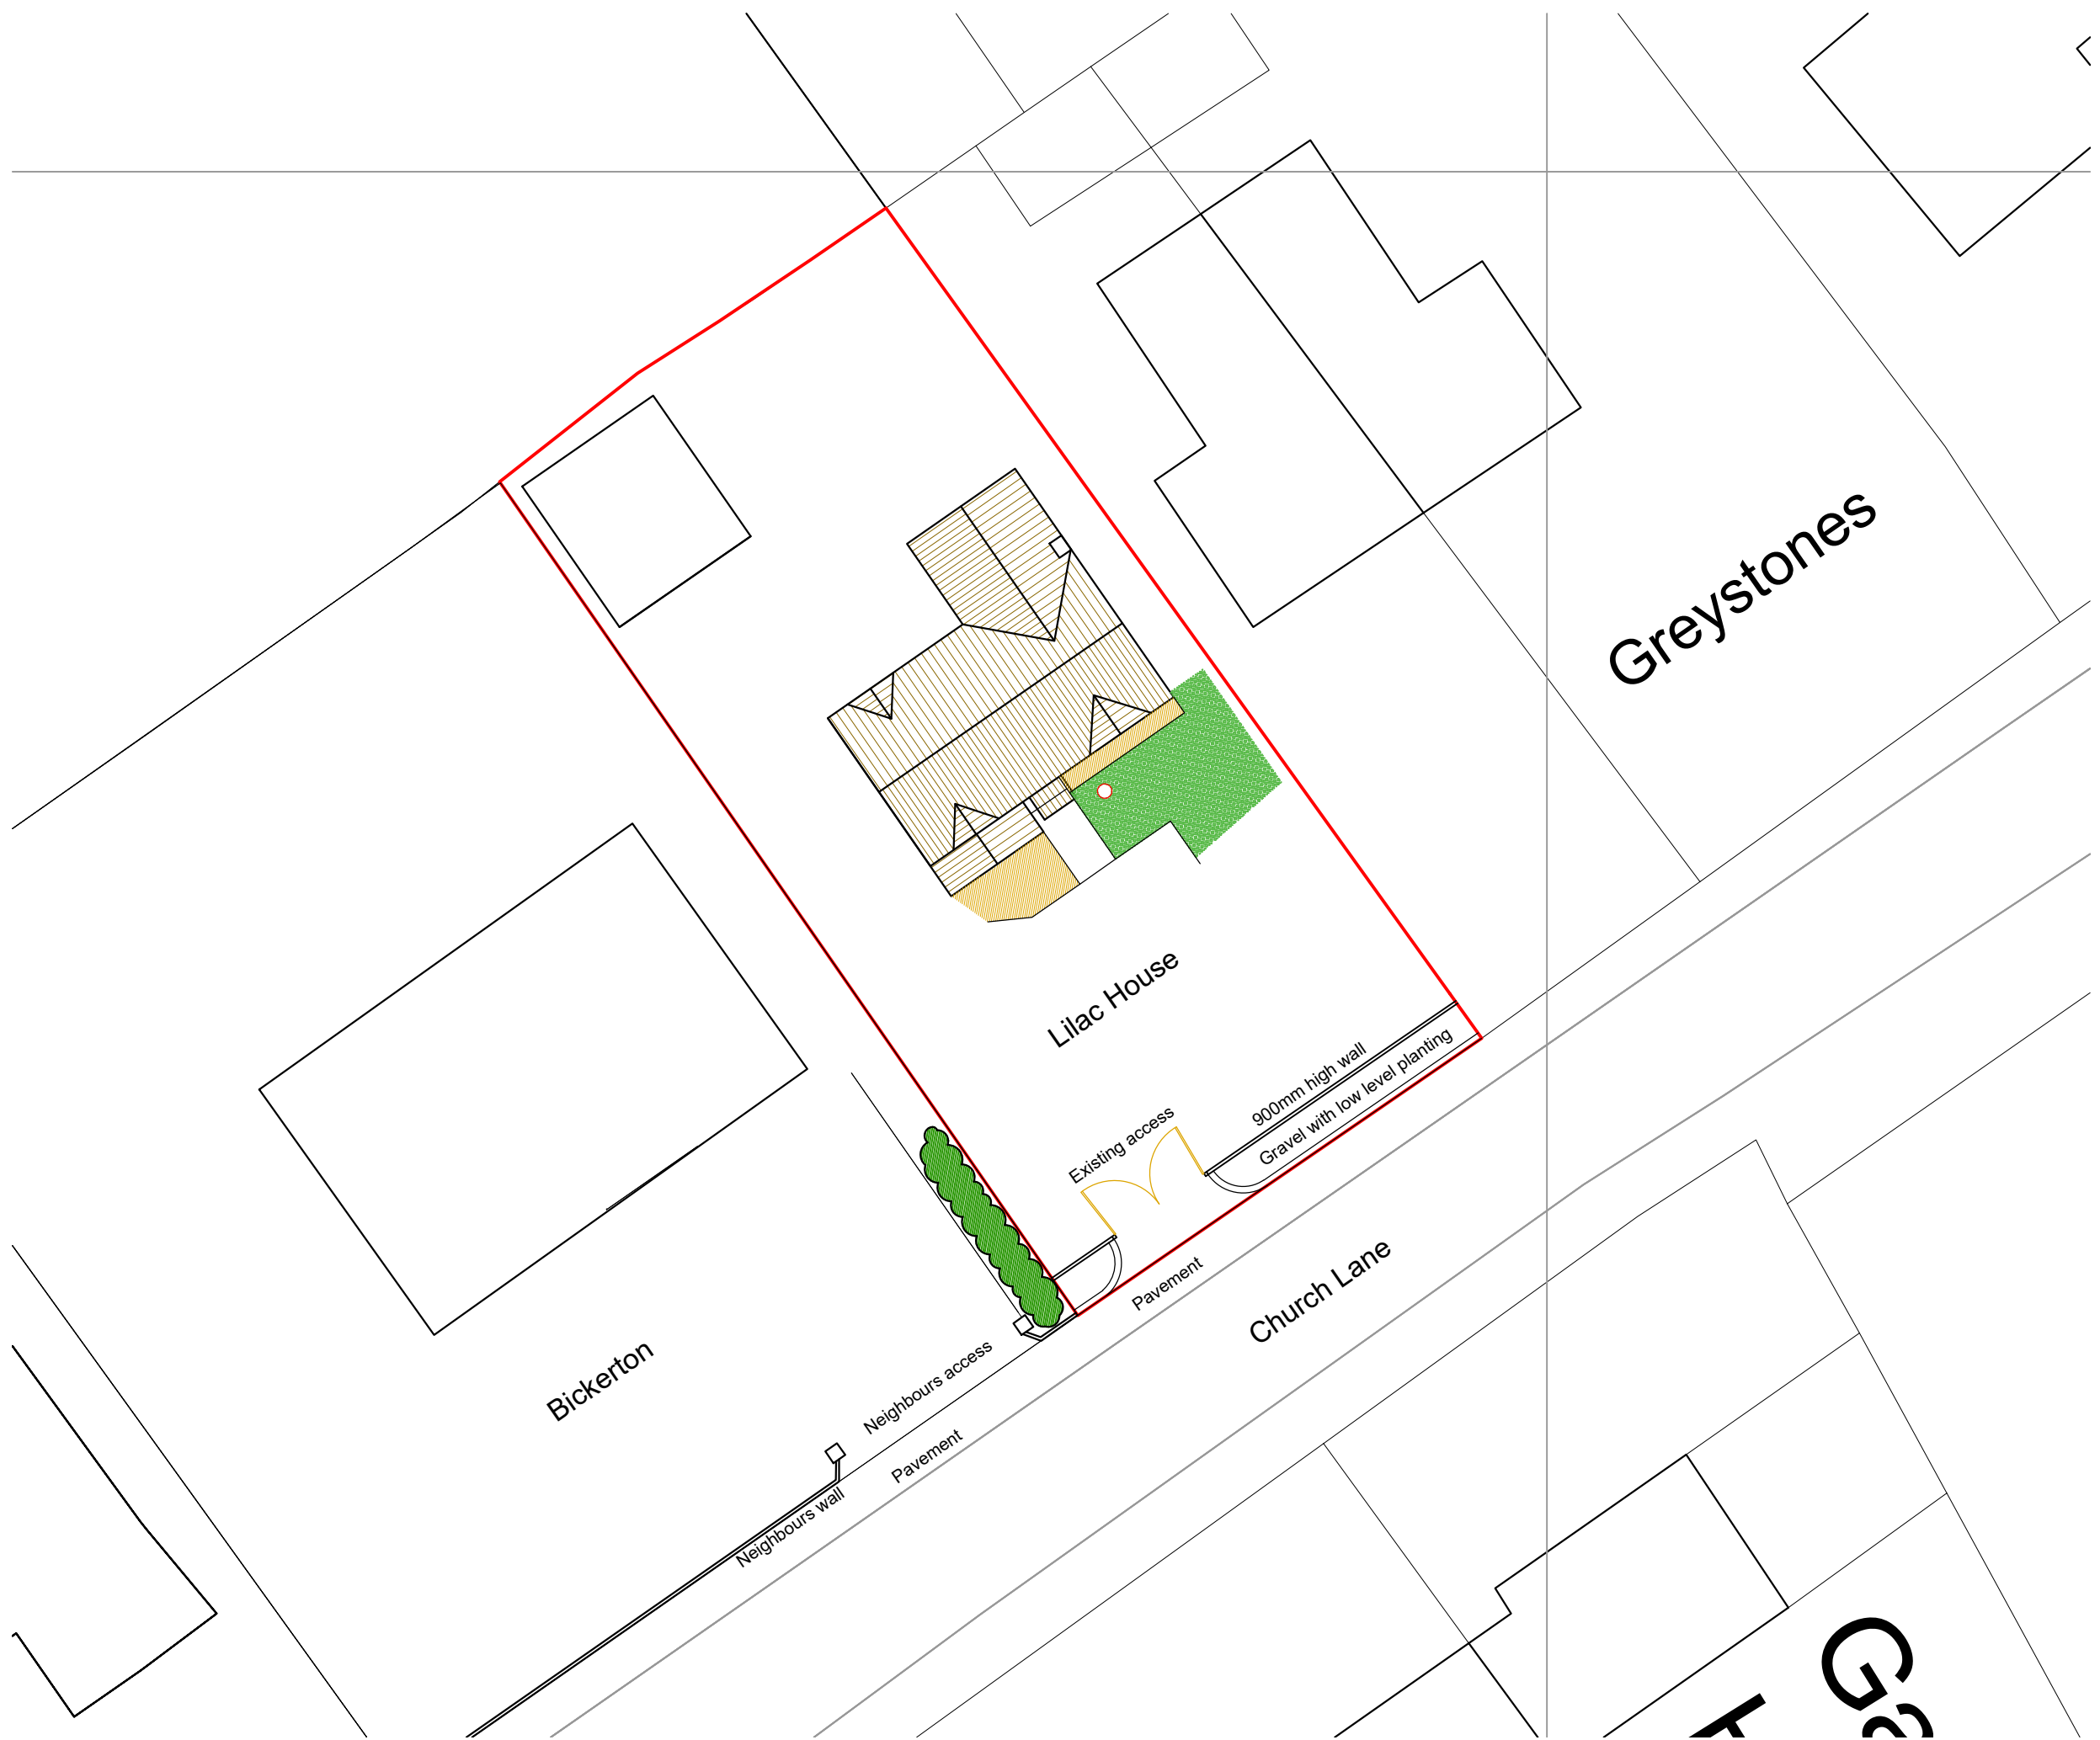 Greystones
Lilac House
900mm high wall
Gravel with low level planting
Existing access
Pavement
Church Lane
Neighbours access
Bickerton
Pavement
Neighbours wall